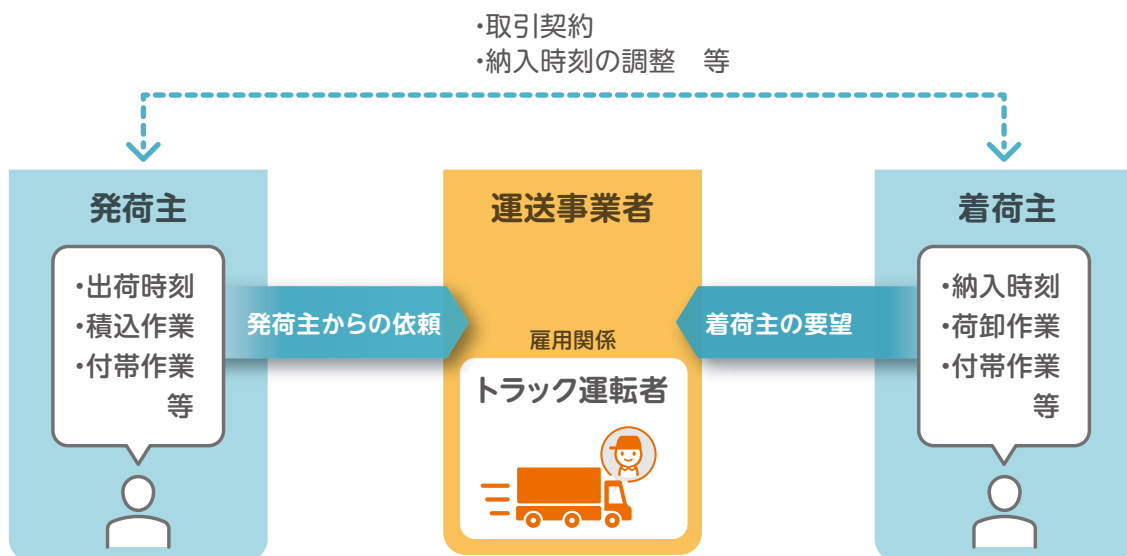 ・取引契約
・納入時刻の調整　等
発荷主
・出荷時刻
・積込作業
・付帯作業
等
発荷主からの依頼
運送事業者
雇用関係
トラック運転者
着荷主の要望
着荷主
・納入時刻
・荷卸作業
・付帯作業
等